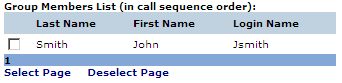 Group Members List (in call sequence order):
Last Name First Name Login Name
Smith John Jsmith
1
Select Page Deselect Page